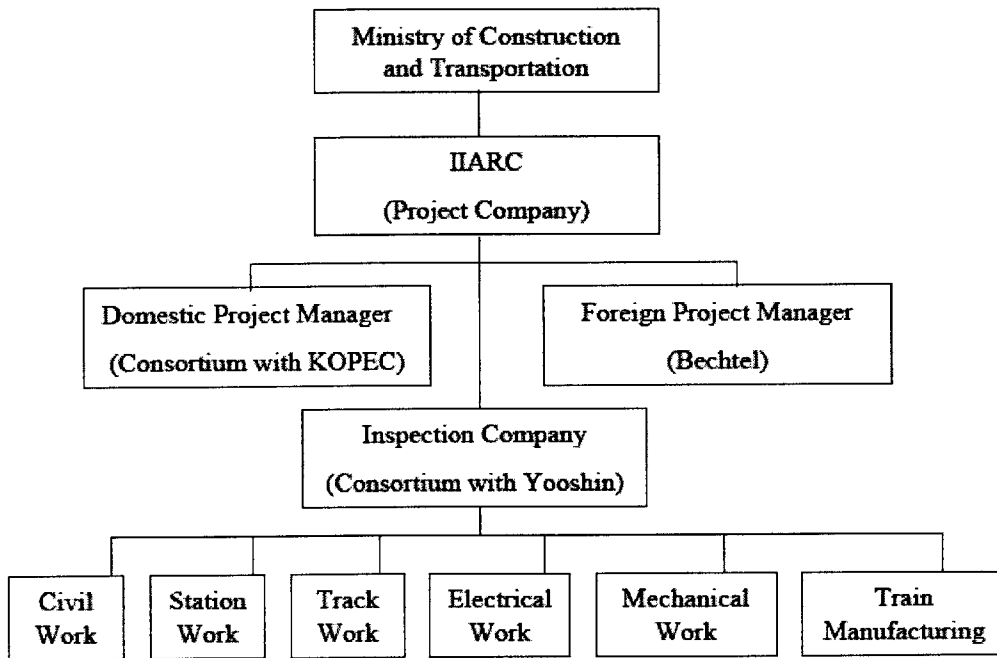 Ministry of Construction
and Transportation
IIARC
(Project Company)
Domestic Project Manager
(Consortium with KOPEC)
Foreign Project Manager
(Bechtel)
Inspection Company
(Consortium with Yooshin)
Civil
Work
Station
Work
Track
Work
Electrical
Work
Mechanical
Work
Train
Manufacturing